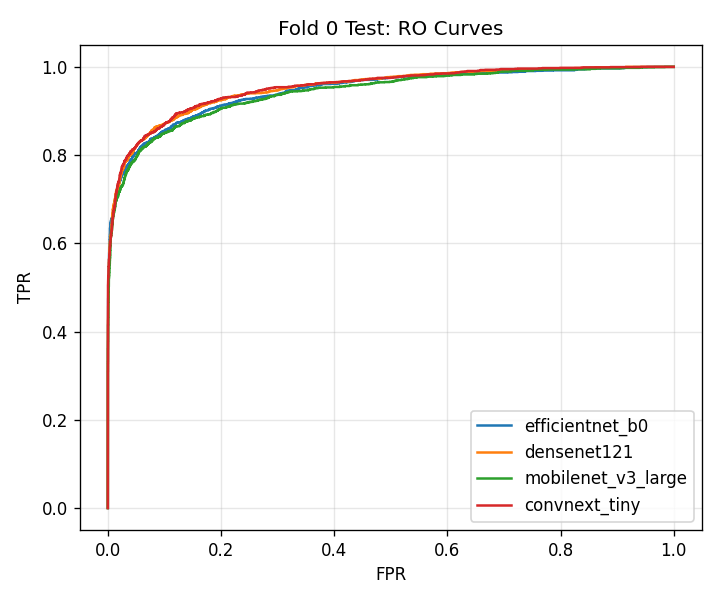 Fold 0 Test: RO Curves
1.0
0.8
0.6
0.4
0.2
0.0
TPR
0.0 0.2 0.4 0.6 0.8 1.0
FPR
efficientnet_b0
densenet121
mobilenet_v3_large
convnext_tiny